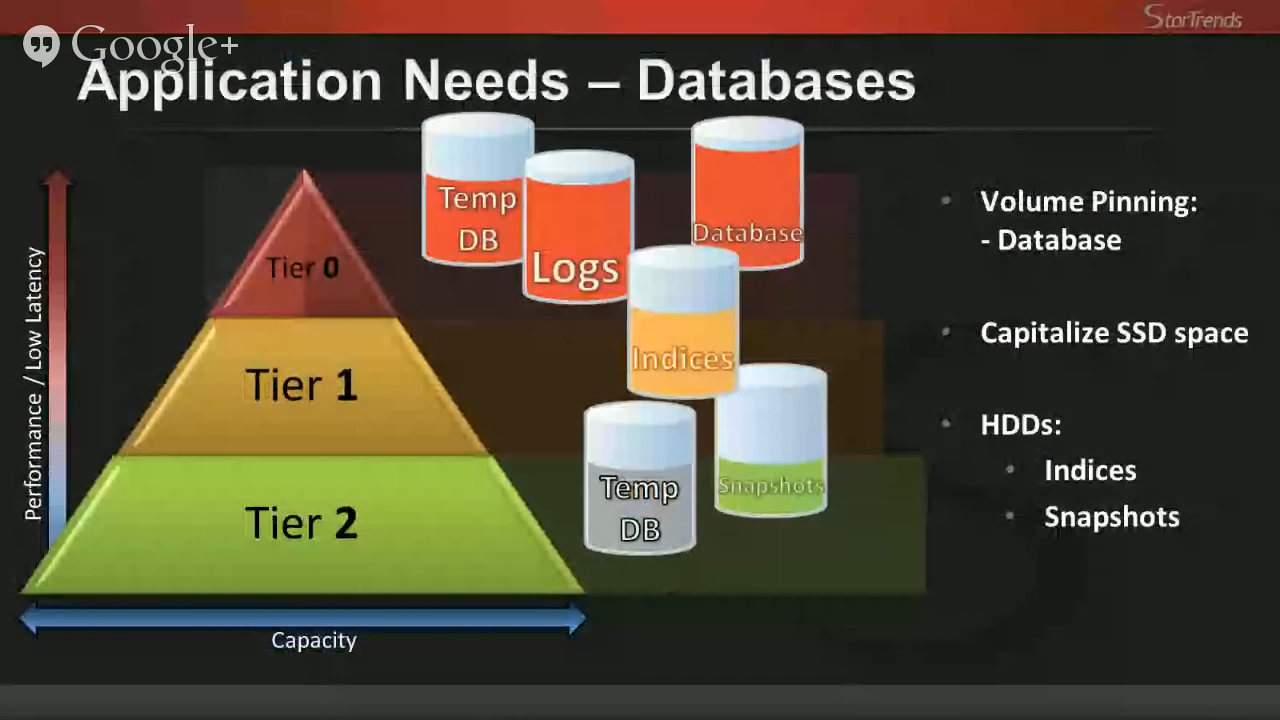 StorTrends
Google+
Application Needs – Databases
Temp
DB
Logs
Database
Indices
Temp
DB
Snapshots
Tier 0
Tier 1
Tier 2
Performance / Low Latency
Capacity
Volume Pinning:
- Database
Capitalize SSD space
HDDs:
Indices
Snapshots